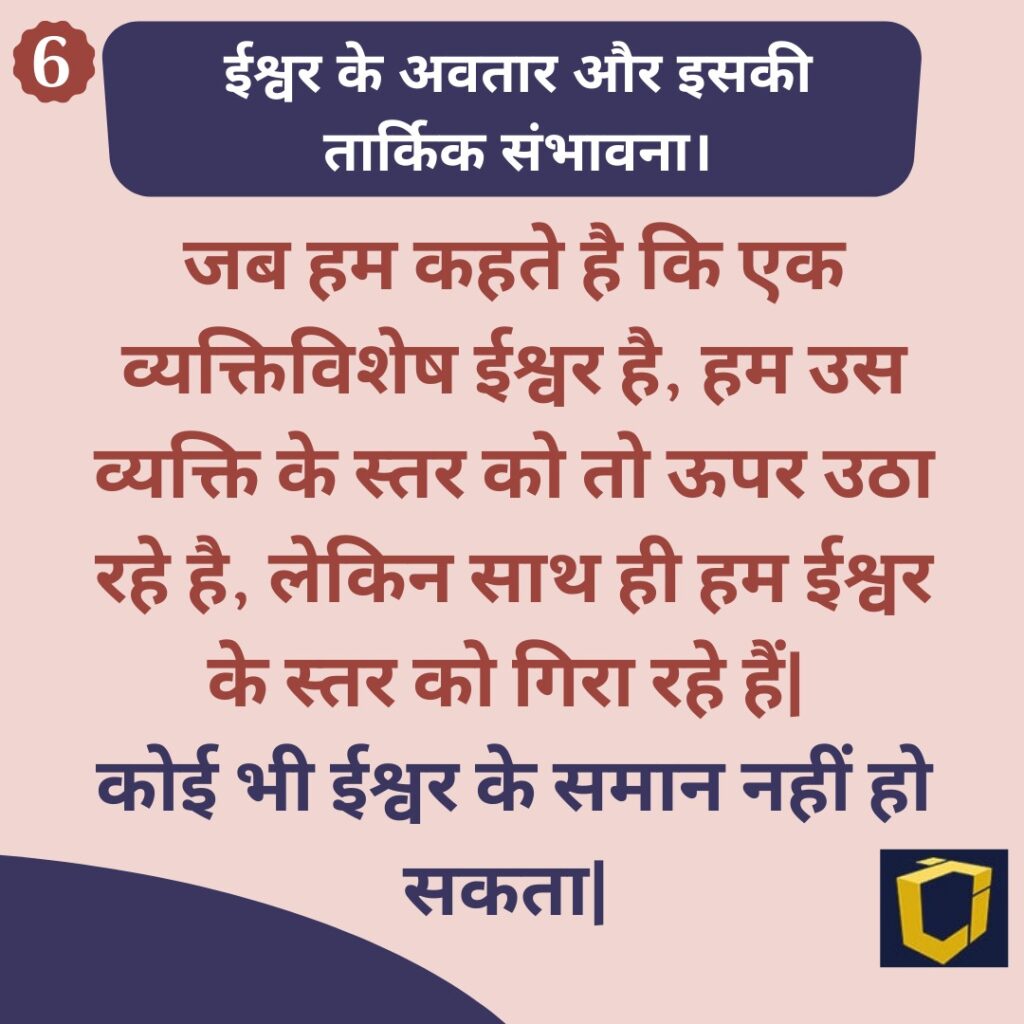 6
ईश्वर के अवतार और इसकी
तार्किक संभावना।
जब हम कहते है कि एक
व्यक्तिविशेष ईश्वर है, हम उस
व्यक्ति के स्तर को तो ऊपर उठा
रहे है, लेकिन साथ ही हम ईश्वर
के स्तर को गिरा रहे हैं|
कोई भी ईश्वर के समान नहीं हो
सकता|